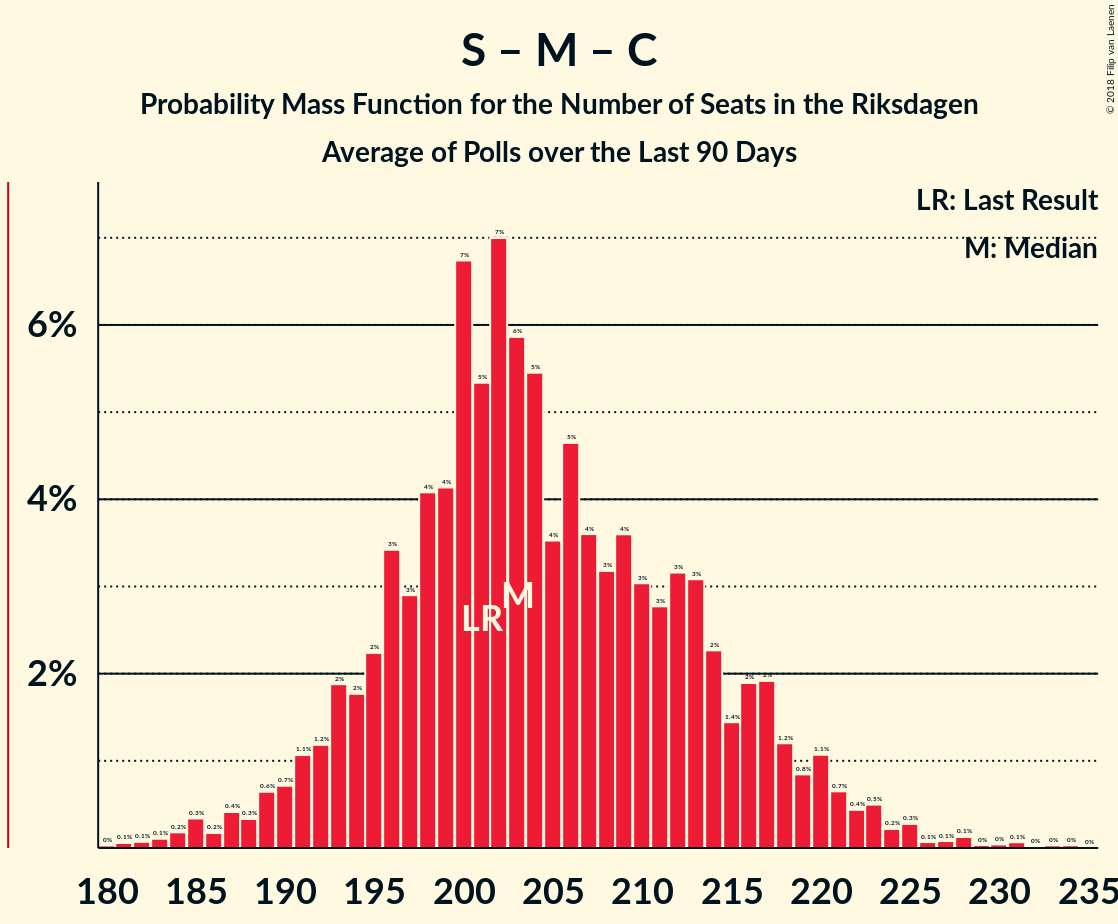 S – M – C
Probability Mass Function for the Number of Seats in the Riksdagen
Average of Polls over the Last 90 Days
© 2018 Filip van Laenen
LR: Last Result
M: Median
6%
4%
2%
0% 0.1% 0.1% 0.1% 0.2% 0.3% 0.2% 0.4% 0.3% 0.6% 0.7% 1.1% 1.2% 2% 2% 2% 3% 3% 4% 4% 7% 5% 7% 6% 5% 4% 5% 4% 3% 4% 3% 3% 3% 3% 2% 1.4% 2% 2% 1.2% 0.8% 1.1% 0.7% 0.4% 0.5% 0.2% 0.3% 0.1% 0.1% 0.1% 0% 0% 0.1% 0% 0% 0% 0%
M
LR
180 185 190 195 200 205 210 215 220 225 230 235